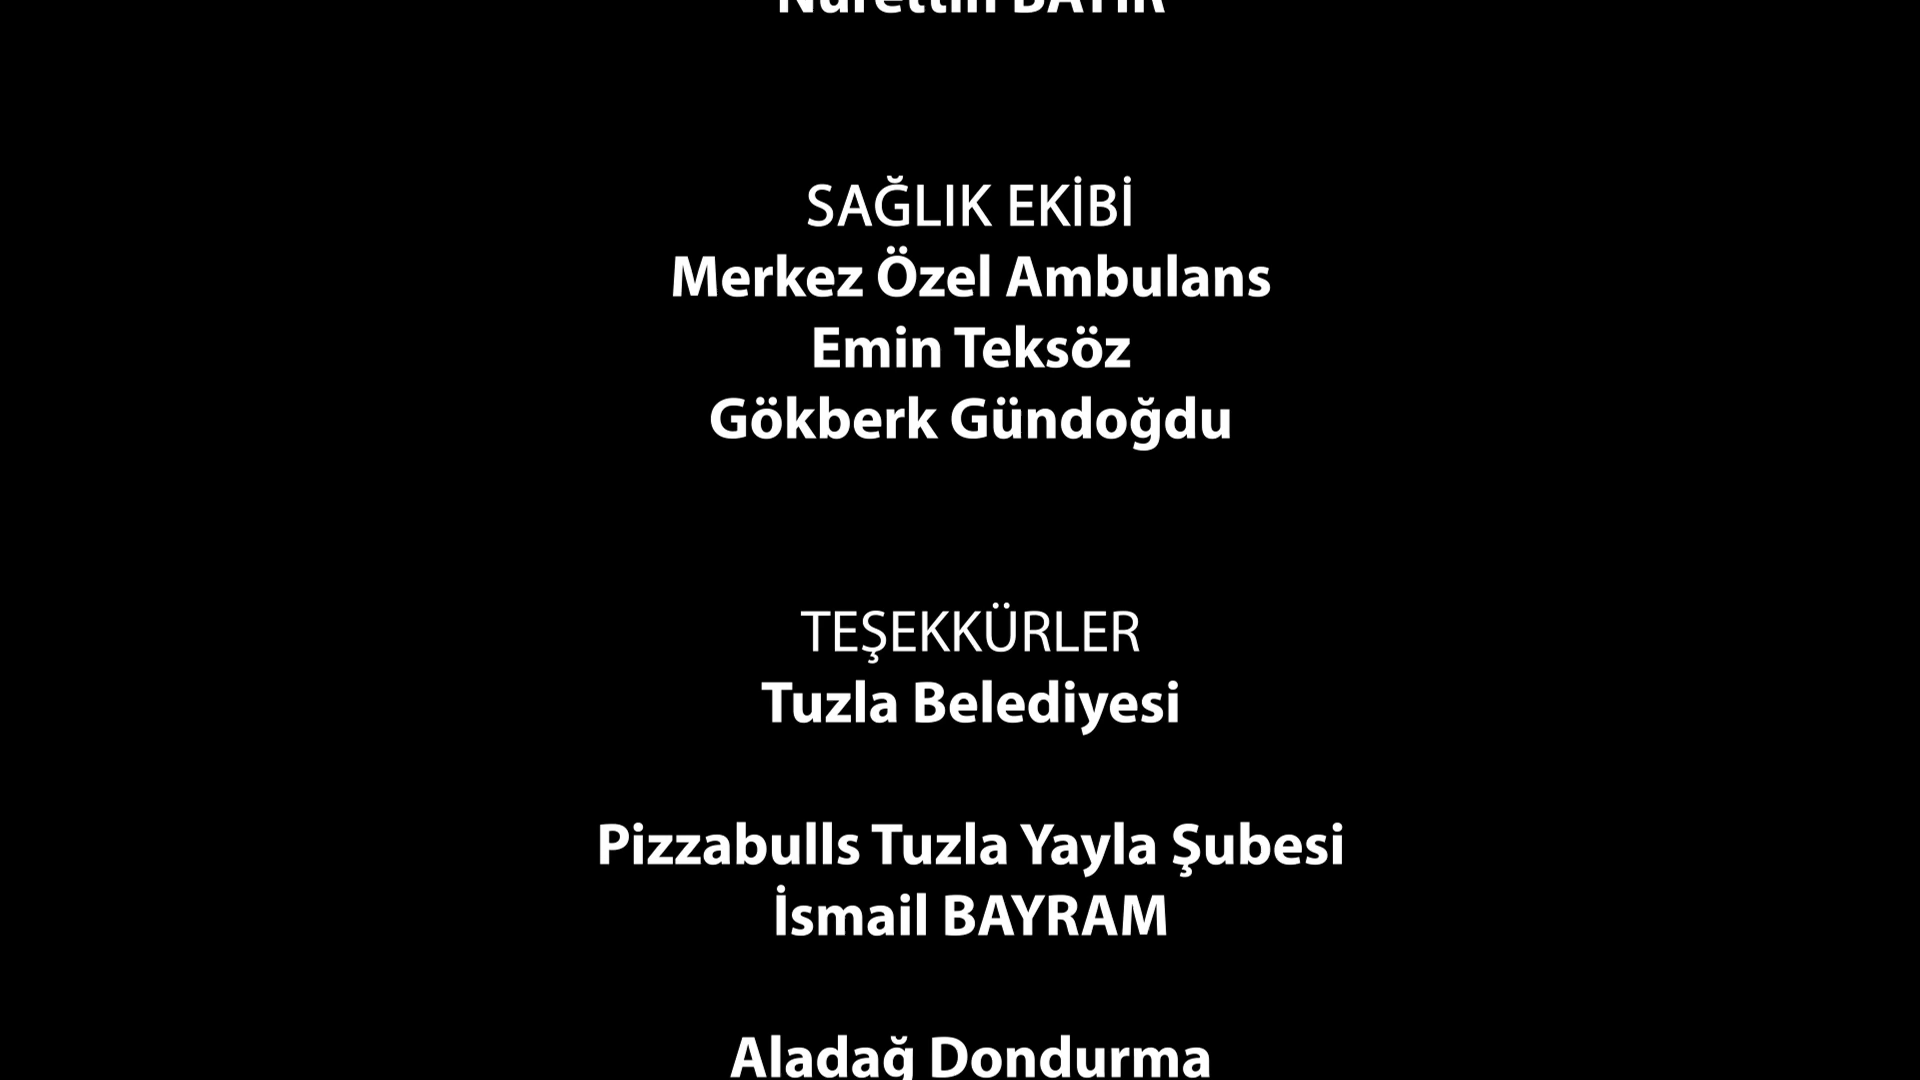 Nurettin
SAĞLIK EKİBİ
Merkez Özel Ambulans
Emin Teksöz
Gökberk Gündoğdu
TEŞEKKÜRLER
Tuzla Belediyesi
Pizzabulls Tuzla Yayla Şubesi
İsmail BAYRAM
Aladağ Dondurma